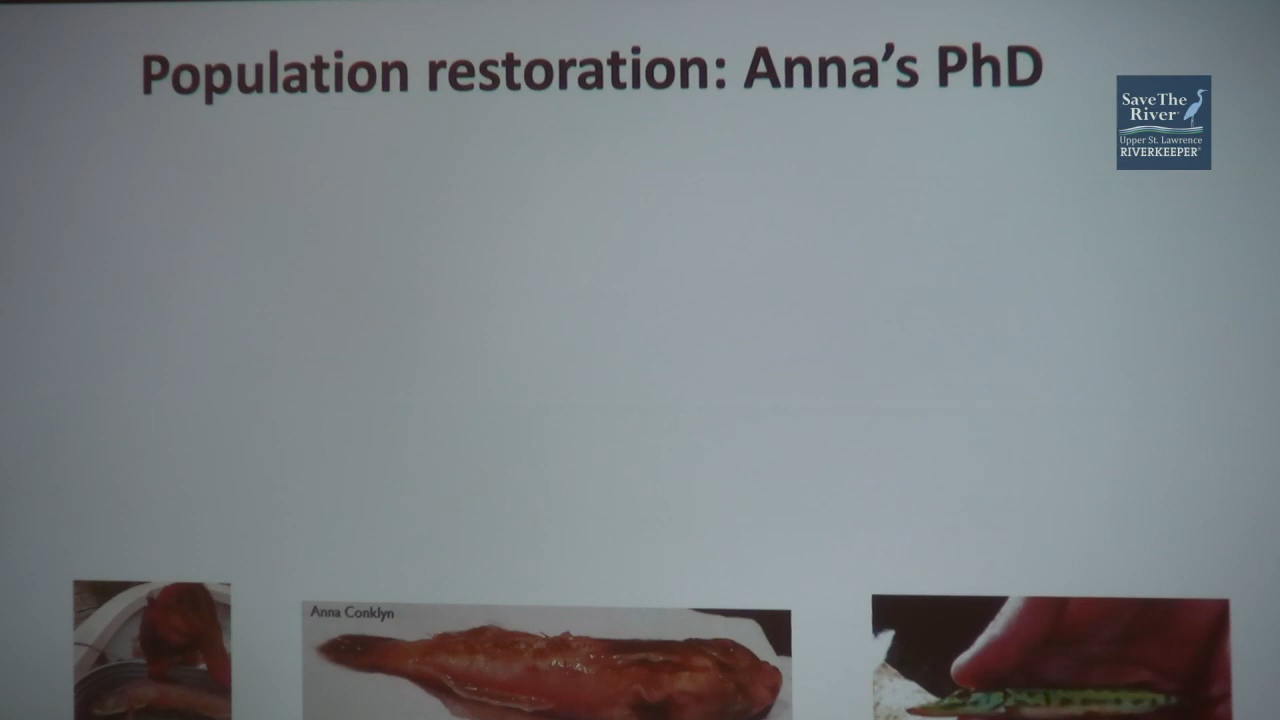 Population restoration: Anna's PhD
Save The
River
Upper St. Lawrence
RIVERKEEPER
Anna Conklyn